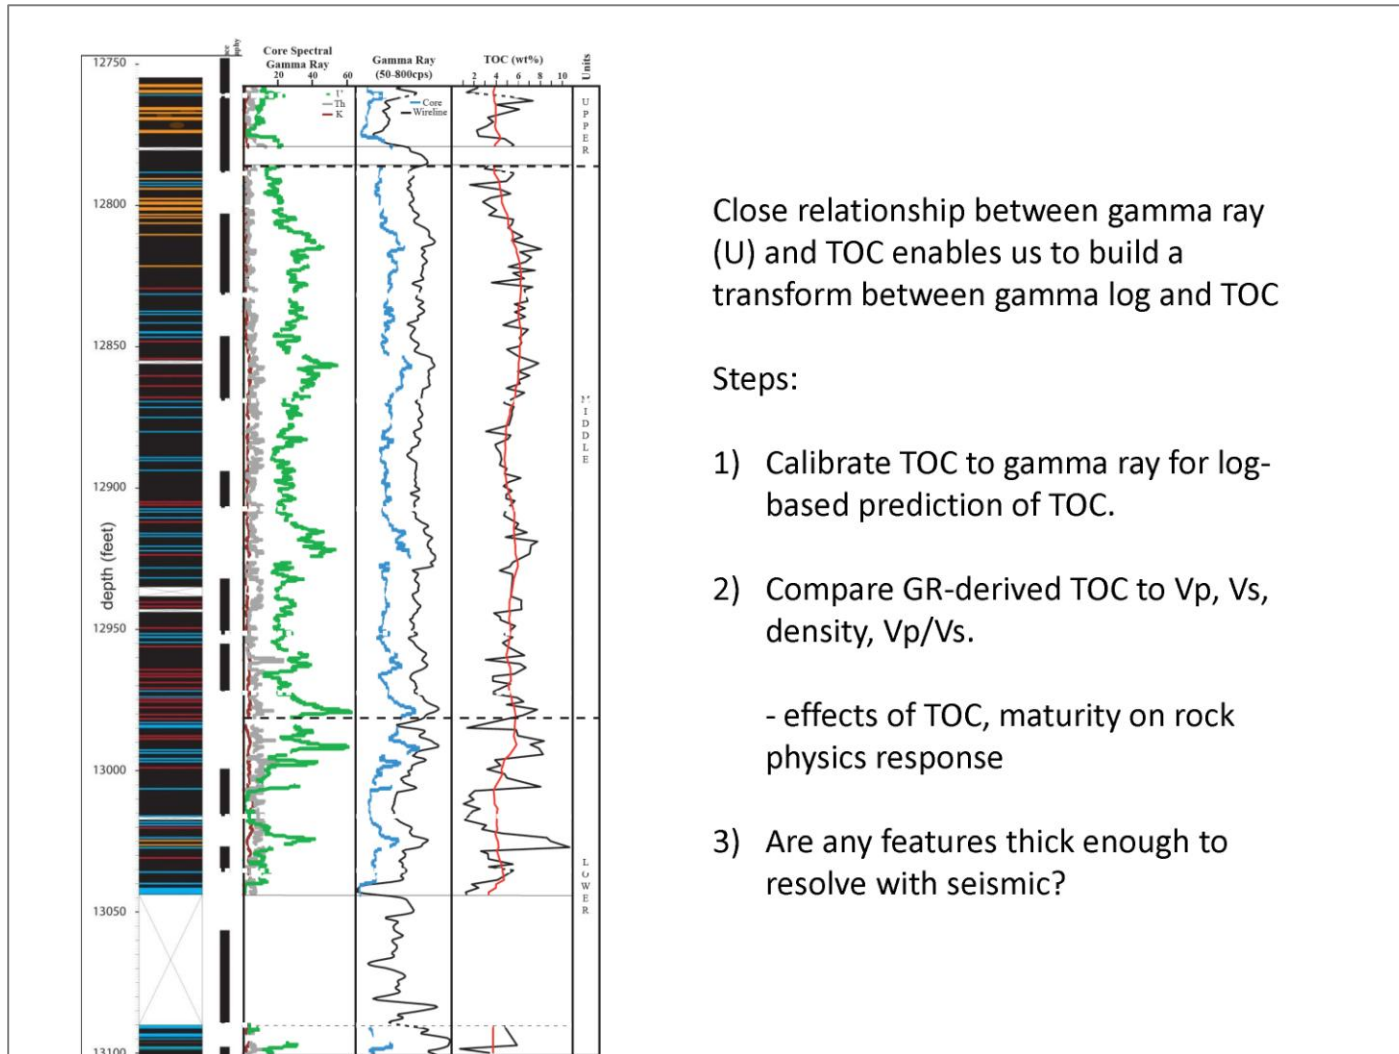 Core Spectral
Gamma Ray
20 40 60
Gamma Ray
(50-800cps)
TOC (wt%)
2 4 6 8 10
Units
Th
K
Core
Wireline
UPPER
MIDDLE
LOWER
depth (feet)
12750
12800
12850
12900
12950
13000
13050
13100
Close relationship between gamma ray
(U) and TOC enables us to build a
transform between gamma log and TOC
Steps:
1) Calibrate TOC to gamma ray for log-
based prediction of TOC.
2) Compare GR-derived TOC to Vp, Vs,
density, Vp/Vs.
- effects of TOC, maturity on rock
physics response
3) Are any features thick enough to
resolve with seismic?